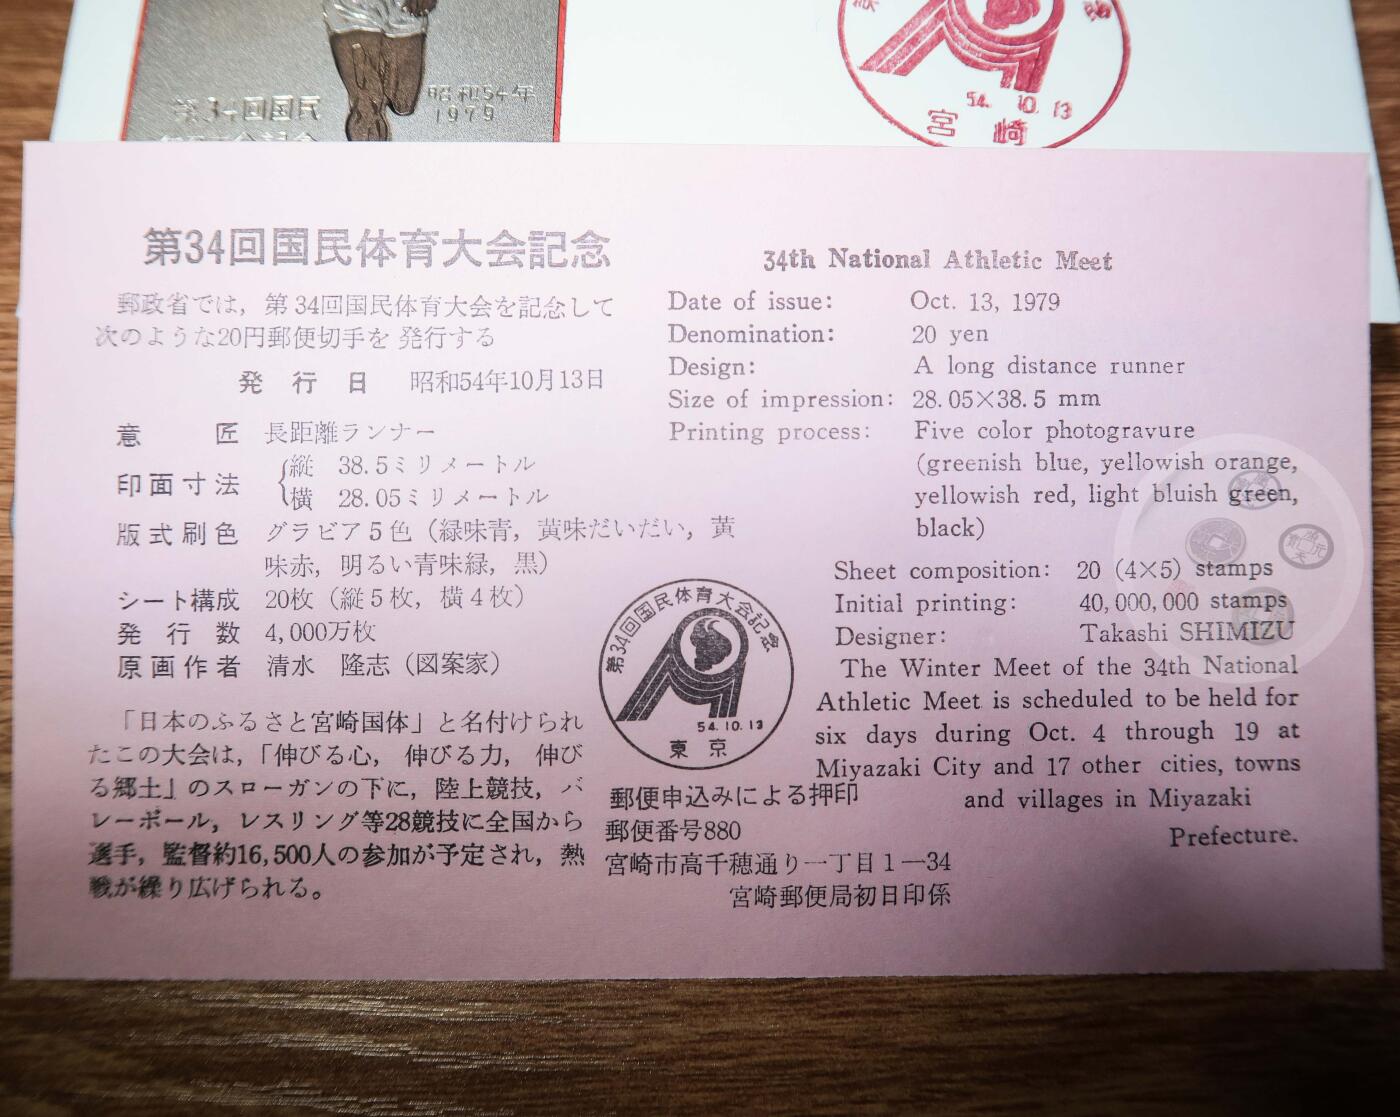 第34回国民
昭和54年
1979
54. 10. 13
宮崎
第34回国民体育大会記念
郵政省では，第34回国民体育大会を記念して
次のような20円郵便切手を発行する
発行日 昭和54年10月13日
意匠 長距離ランナー
印面寸法 縦 38.5ミリメートル
横 28.05ミリメートル
版式刷色 グラビア5色（緑味青，黄味だいだい，黄
味赤，明るい青味緑，黒）
シート構成 20枚（縦5枚，横4枚）
発行数 4,000万枚
原画作者 清水 隆志（図案家）
「日本のふるさと宮崎国体」と名付けられ
たこの大会は，「伸びる心， 伸びる力， 伸び
る郷土」のスローガンの下に，陸上競技，バ
レーボール，レスリング等28競技に全国から
選手，監督約16,500人の参加が予定され，熱
戦が繰り広げられる。
第34回国民体育大会記念
54.10.13
東京
郵便申込みによる押印
郵便番号880
宮崎市高千穂通り一丁目1—34
宮崎郵便局初日印係
34th National Athletic Meet
Date of issue: Oct. 13, 1979
Denomination: 20 yen
Design: A long distance runner
Size of impression: 28.05×38.5 mm
Printing process: Five color photogravure
(greenish blue, yellowish orange,
yellowish red, light bluish green,
black)
Sheet composition: 20 (4×5) stamps
Initial printing: 40,000,000 stamps
Designer: Takashi SHIMIZU
The Winter Meet of the 34th National
Athletic Meet is scheduled to be held for
six days during Oct. 4 through 19 at
Miyazaki City and 17 other cities, towns
and villages in Miyazaki
Prefecture.